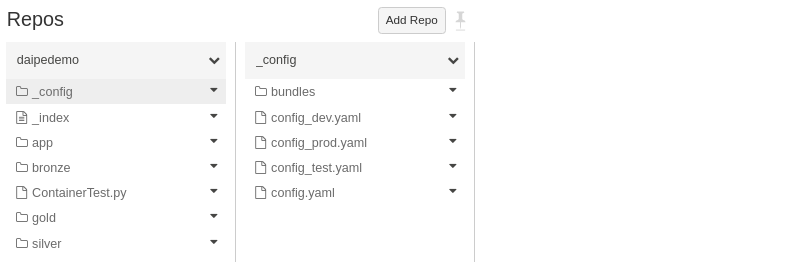 Repos
Add Repo
daipedemo
_config
_index
app
bronze
ContainerTest.py
gold
silver
_config
bundles
config_dev.yaml
config_prod.yaml
config_test.yaml
config.yaml